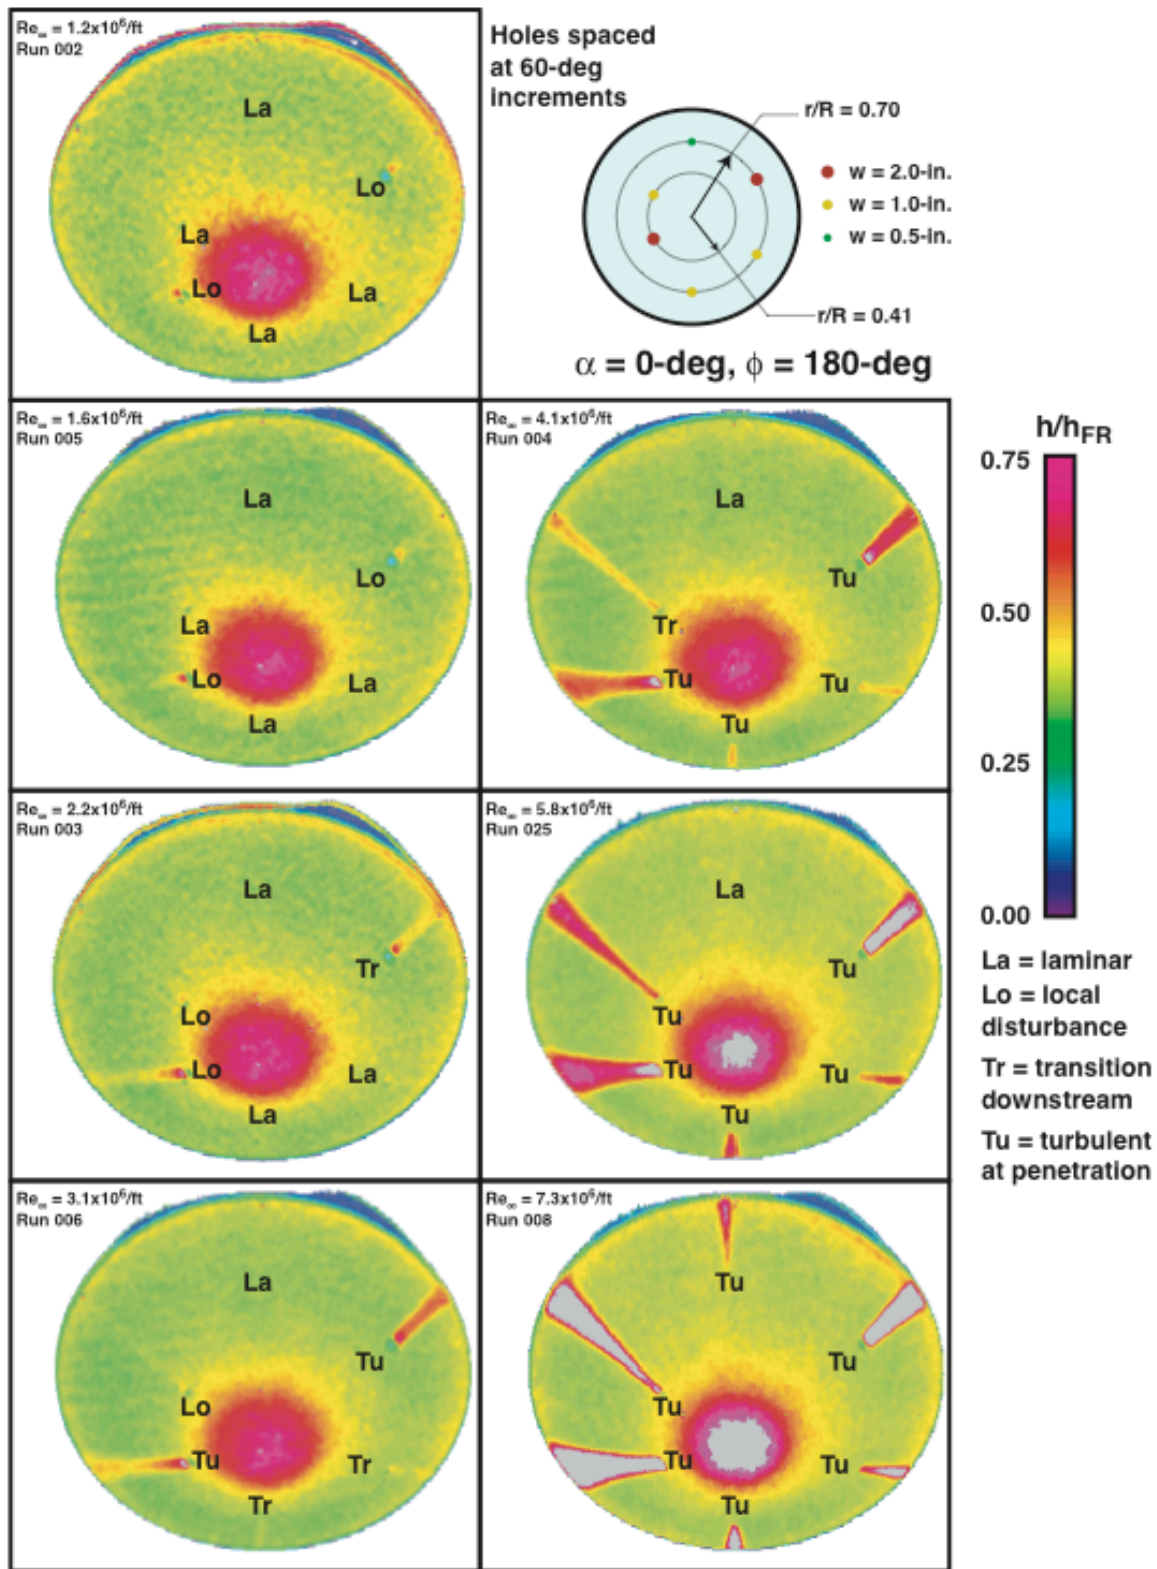 Re∞ = 1.2x10⁶/ft
Run 002
La
Lo
La
Lo
La
La
Holes spaced
at 60-deg
increments
r/R = 0.70
w = 2.0-in.
w = 1.0-in.
w = 0.5-in.
r/R = 0.41
α = 0-deg, ϕ = 180-deg
Re∞ = 1.6x10⁶/ft
Run 005
La
Lo
La
Lo
La
La
Re∞ = 4.1x10⁶/ft
Run 004
La
Tu
Tr
Tu
Tu
Tu
Re∞ = 2.2x10⁶/ft
Run 003
La
Tr
Lo
Lo
La
La
Re∞ = 5.8x10⁶/ft
Run 025
La
Tu
Tu
Tu
Tu
Tu
Re∞ = 3.1x10⁶/ft
Run 006
La
Tu
Lo
Tu
Tr
Tr
Re∞ = 7.3x10⁶/ft
Run 008
Tu
Tu
Tu
Tu
Tu
Tu
h/hFR
0.75
0.50
0.25
0.00
La = laminar
Lo = local
disturbance
Tr = transition
downstream
Tu = turbulent
at penetration